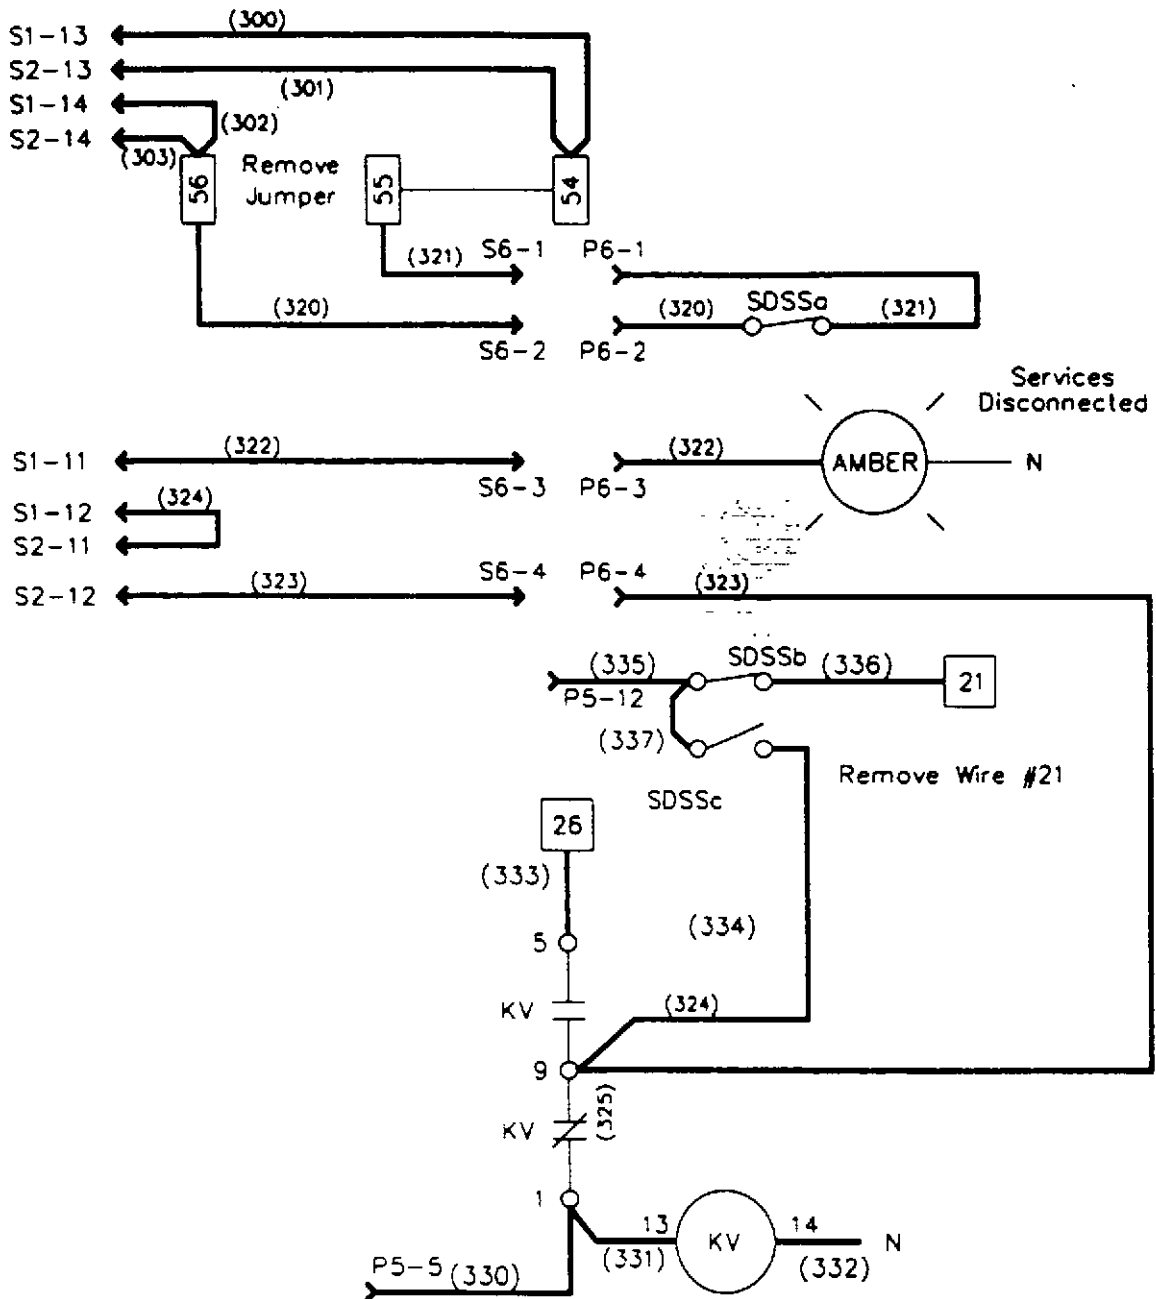 (300)
S1-13
S2-13
(301)
S1-14
(302)
S2-14
(303)
Remove
Jumper
56
55
54
(321)
S6-1
P6-1
(320)
(320)
SDSSa
(321)
S6-2
P6-2
Services
Disconnected
S1-11
(322)
(322)
AMBER
N
S6-3
P6-3
(324)
S1-12
S2-11
S6-4
P6-4
S2-12
(323)
(323)
(335)
SDSSb
(336)
21
P5-12
(337)
Remove Wire #21
SDSSc
26
(333)
(334)
5
KV
(324)
9
(325)
KV
1
13
KV
14
N
(331)
(332)
P5-5
(330)